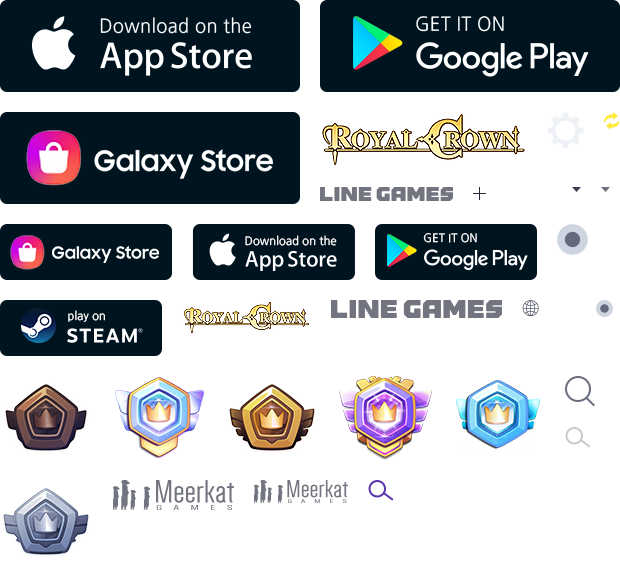 Download on the
App Store
GET IT ON
Google Play
Galaxy Store
ROYAL CROWN
LINE GAMES
Galaxy Store
Download on the
App Store
GET IT ON
Google Play
play on
STEAM®
ROYAL CROWN
LINE GAMES
Meerkat
GAMES
Meerkat
GAMES